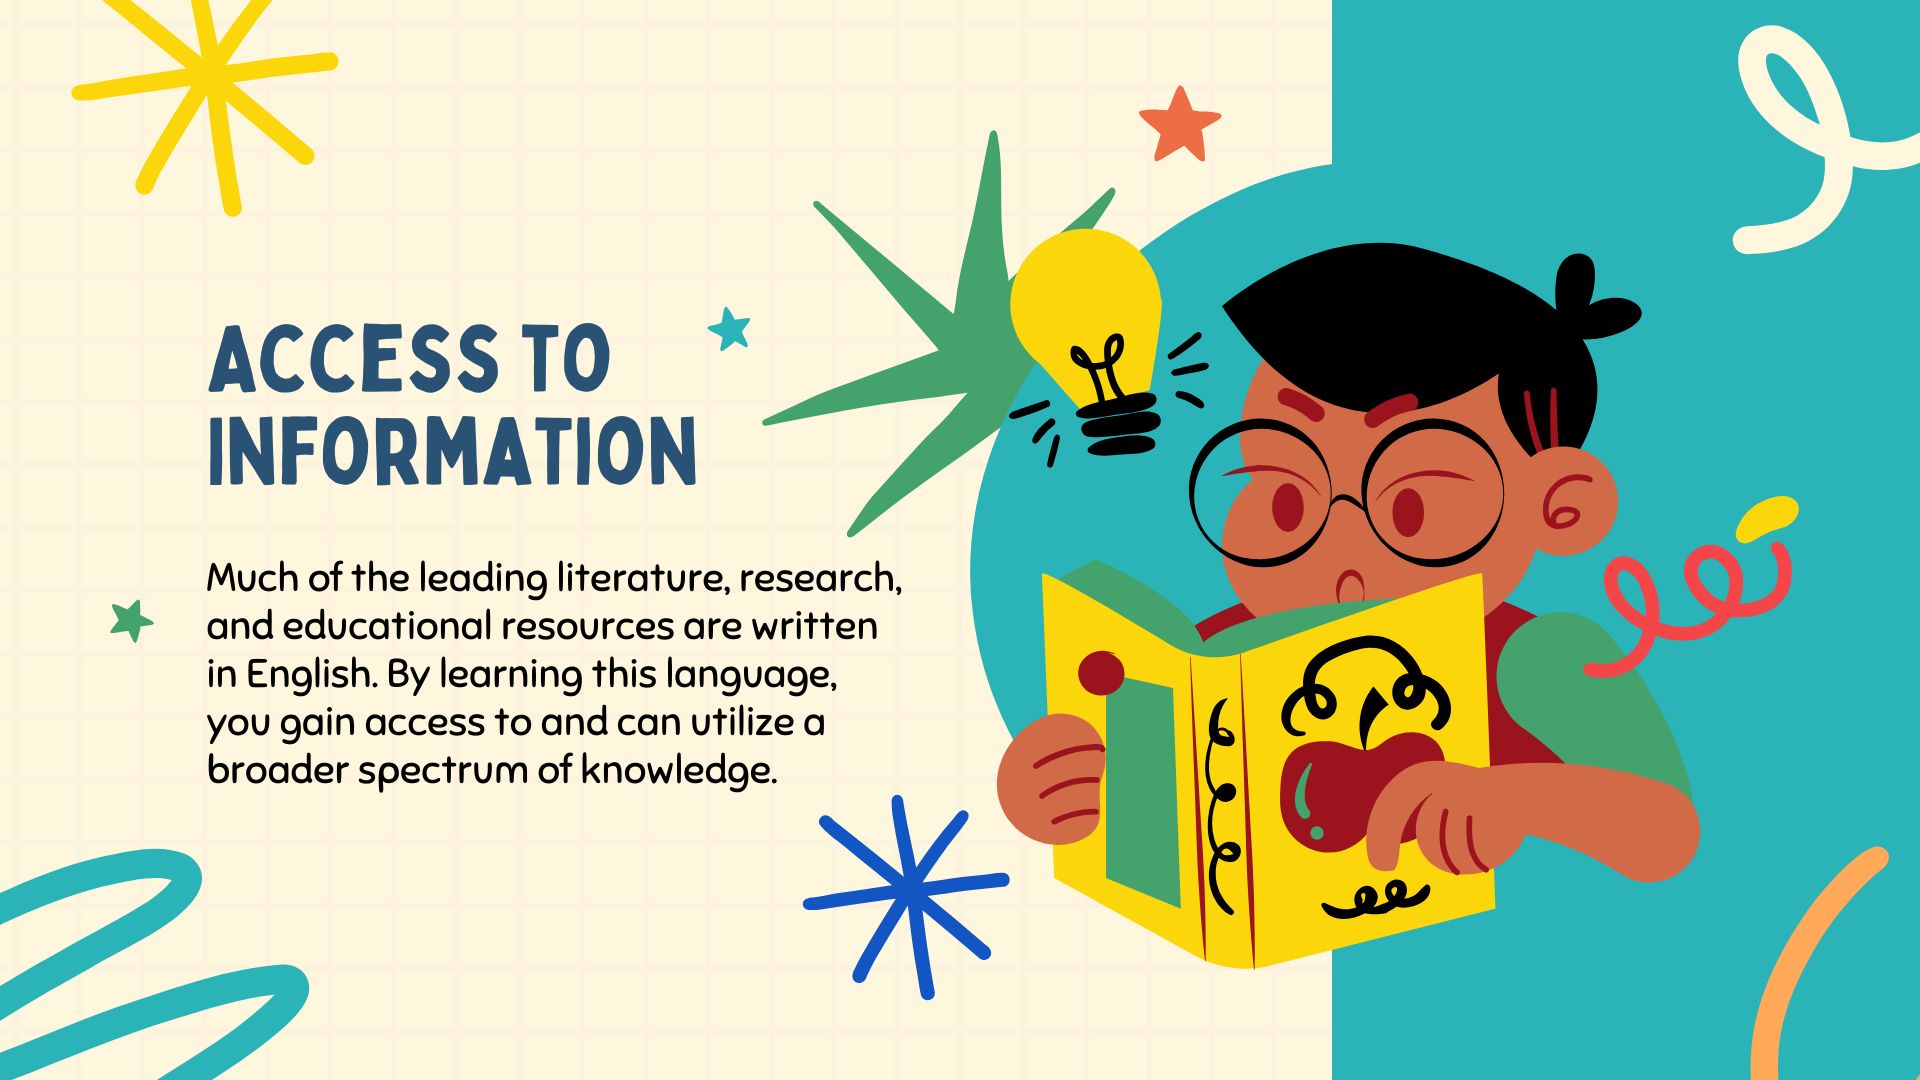 ACCESS TO
INFORMATION
Much of the leading literature, research,
and educational resources are written
in English. By learning this language,
you gain access to and can utilize a
broader spectrum of knowledge.